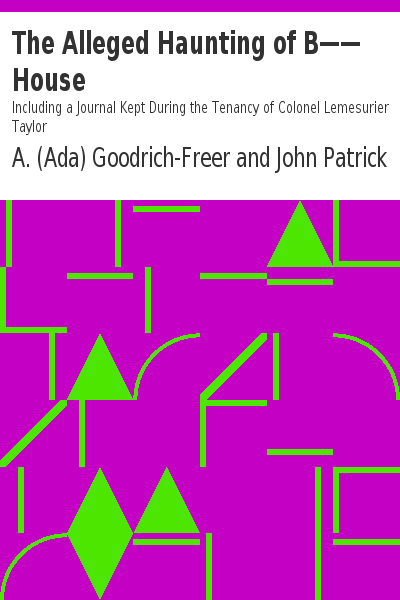 The Alleged Haunting of B——
House
Including a Journal Kept During the Tenancy of Colonel Lemesurier
Taylor
A. (Ada) Goodrich-Freer and John Patrick